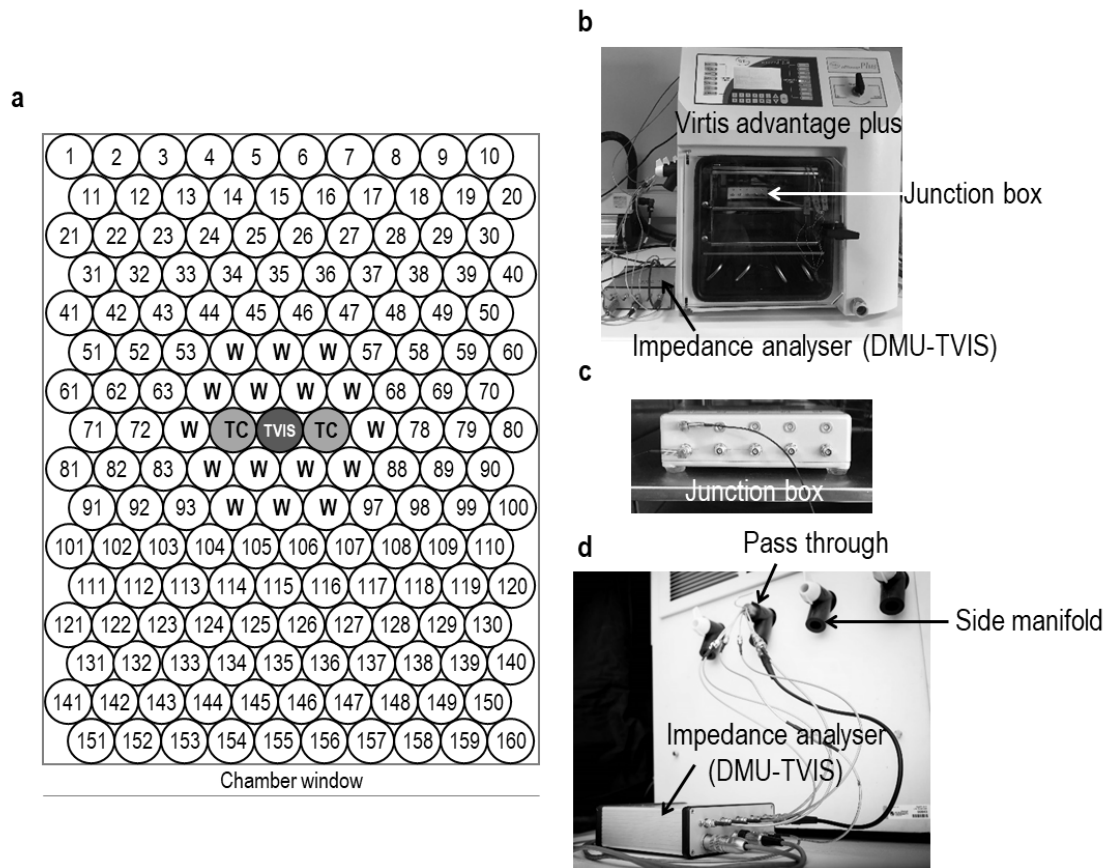 a
1 2 3 4 5 6 7 8 9 10
11 12 13 14 15 16 17 18 19 20
21 22 23 24 25 26 27 28 29 30
31 32 33 34 35 36 37 38 39 40
41 42 43 44 45 46 47 48 49 50
51 52 53 W W W 57 58 59 60
61 62 63 W W W W 68 69 70
71 72 W TC TVIS TC W 78 79 80
81 82 83 W W W W 88 89 90
91 92 93 W W W 97 98 99 100
101 102 103 104 105 106 107 108 109 110
111 112 113 114 115 116 117 118 119 120
121 122 123 124 125 126 127 128 129 130
131 132 133 134 135 136 137 138 139 140
141 142 143 144 145 146 147 148 149 150
151 152 153 154 155 156 157 158 159 160
Chamber window
b
Virtis advantage plus
Junction box
Impedance analyser (DMU-TVIS)
c
Junction box
d
Pass through
Side manifold
Impedance analyser
(DMU-TVIS)